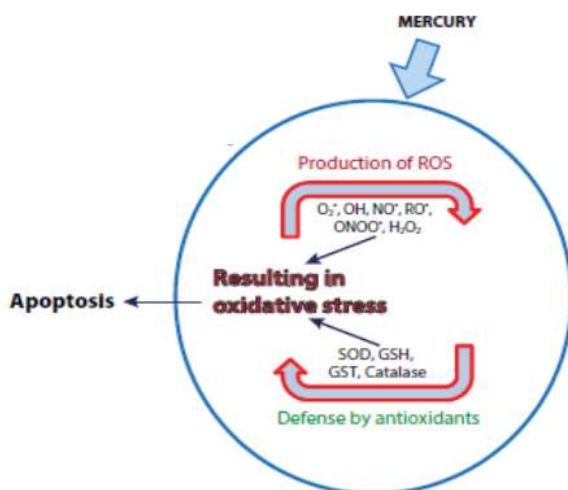 MERCURY
Production of ROS
O₂•, OH, NO•, RO•,
ONOO•, H₂O₂
Resulting in
oxidative stress
Apoptosis
SOD, GSH,
GST, Catalase
Defense by antioxidants